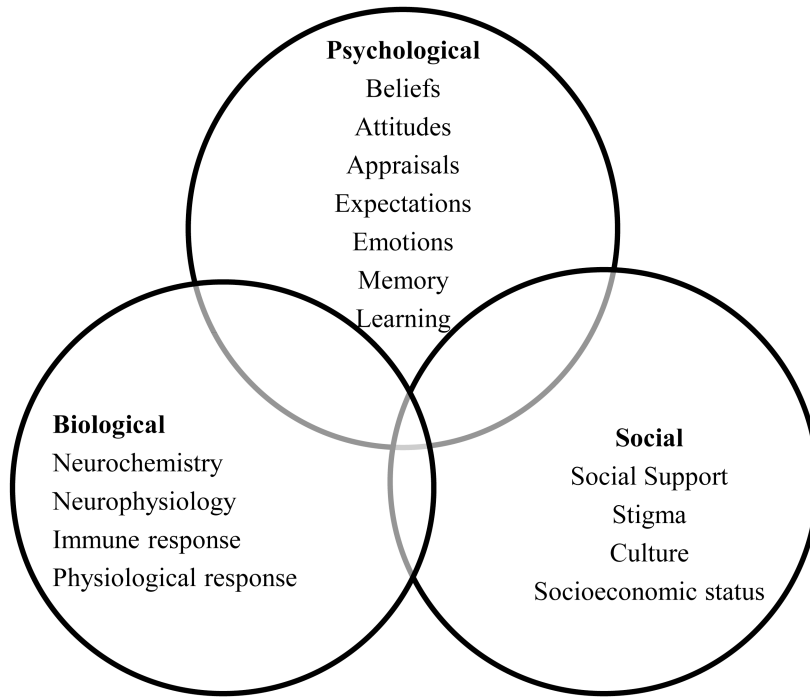 Psychological
Beliefs
Attitudes
Appraisals
Expectations
Emotions
Memory
Learning
Biological
Neurochemistry
Neurophysiology
Immune response
Physiological response
Social
Social Support
Stigma
Culture
Socioeconomic status